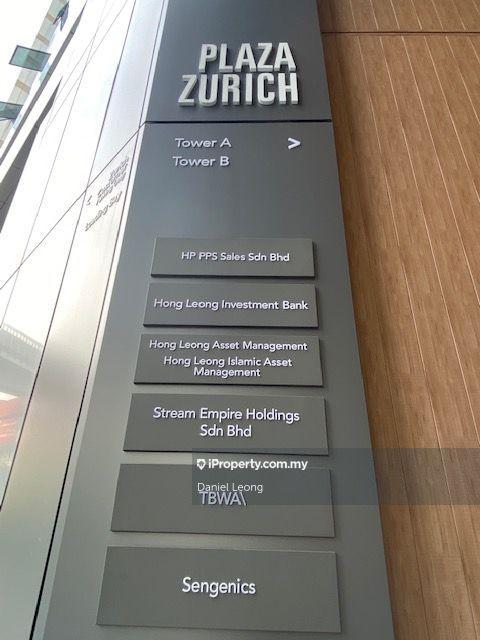 PLAZA
ZURICH
Tower A >
Tower B
HP PPS Sales Sdn Bhd
Hong Leong Investment Bank
Hong Leong Asset Management
Hong Leong Islamic Asset
Management
Stream Empire Holdings
Sdn Bhd
iProperty.com.my
Daniel Leong
TBWA\
Sengenics